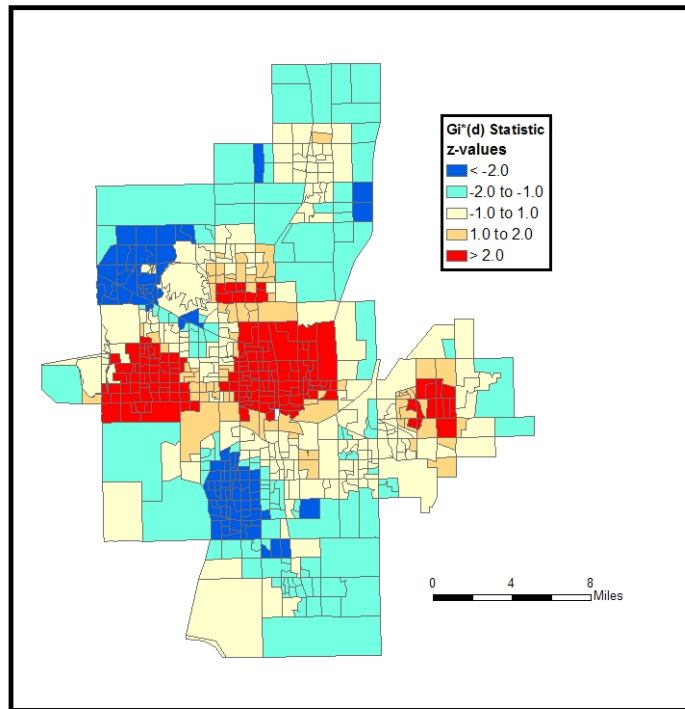 Gi*(d) Statistic
z-values
< -2.0
-2.0 to -1.0
-1.0 to 1.0
1.0 to 2.0
> 2.0
0 4 8
Miles